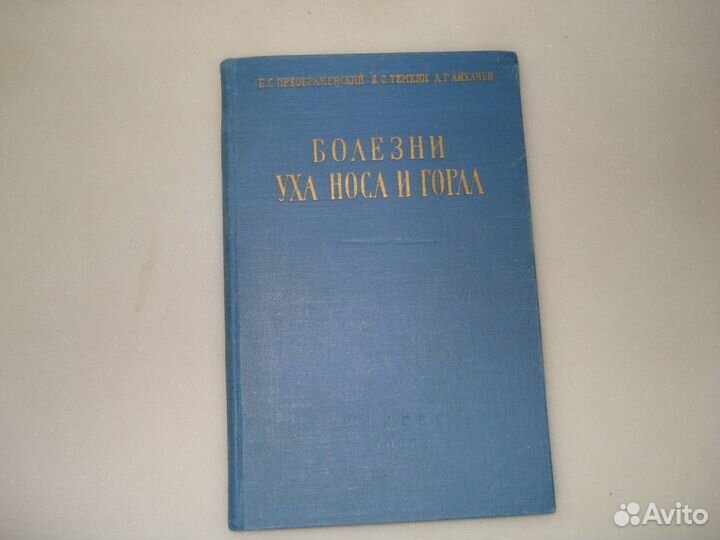 Б. С. ПРЕОБРАЖЕНСКИЙ Я. С. ТЕМКИН А. Г. ЛИХАЧЕВ
БОЛЕЗНИ
УХА НОСА И ГОРЛА
Avito